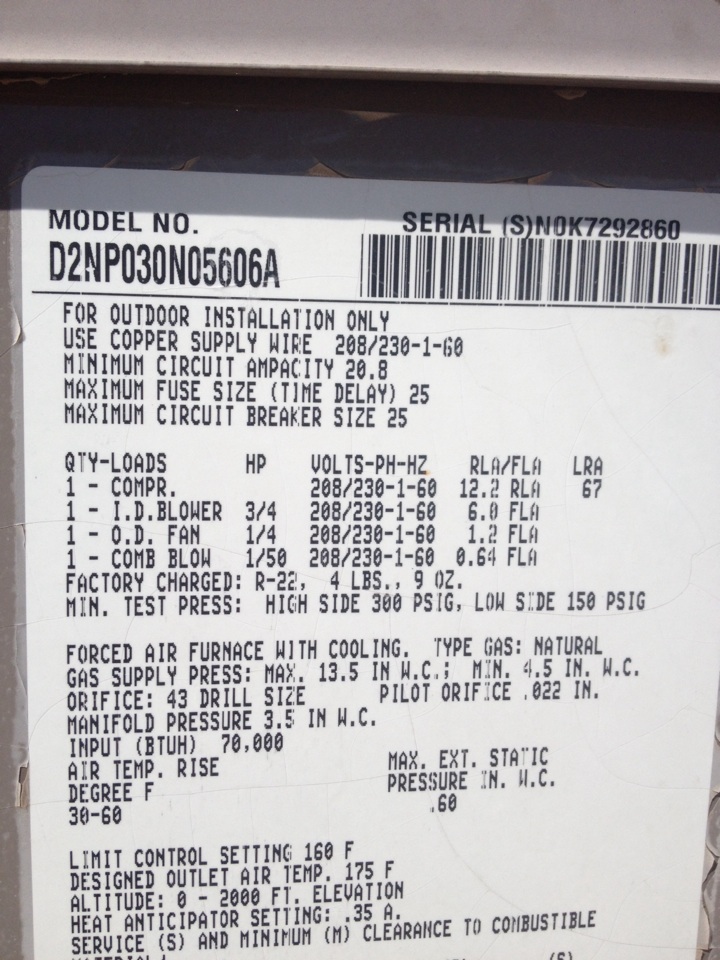 MODEL NO. SERIAL (S)N0K7292860
D2NP030N05606A
FOR OUTDOOR INSTALLATION ONLY
USE COPPER SUPPLY WIRE 208/230-1-60
MINIMUM CIRCUIT AMPACITY 20.8
MAXIMUM FUSE SIZE (TIME DELAY) 25
MAXIMUM CIRCUIT BREAKER SIZE 25
QTY-LOADS HP VOLTS-PH-HZ RLA/FLA LRA
1 - COMPR. 208/230-1-60 12.2 RLA 67
1 - I.D.BLOWER 3/4 208/230-1-60 6.0 FLA
1 - O.D. FAN 1/4 208/230-1-60 1.2 FLA
1 - COMB BLOW 1/50 208/230-1-60 0.64 FLA
FACTORY CHARGED: R-22, 4 LBS., 9 OZ.
MIN. TEST PRESS: HIGH SIDE 300 PSIG, LOW SIDE 150 PSIG
FORCED AIR FURNACE WITH COOLING. TYPE GAS: NATURAL
GAS SUPPLY PRESS: MAX. 13.5 IN W.C.; MIN. 4.5 IN. W.C.
ORIFICE: 43 DRILL SIZE PILOT ORIFICE .022 IN.
MANIFOLD PRESSURE 3.5 IN W.C.
INPUT (BTUH) 70,000
AIR TEMP. RISE MAX. EXT. STATIC
DEGREE F PRESSURE IN. W.C.
30-60 .60
LIMIT CONTROL SETTING 160 F
DESIGNED OUTLET AIR TEMP. 175 F
ALTITUDE: 0 - 2000 FT. ELEVATION
HEAT ANTICIPATOR SETTING: .35 A.
SERVICE (S) AND MINIMUM (M) CLEARANCE TO COMBUSTIBLE